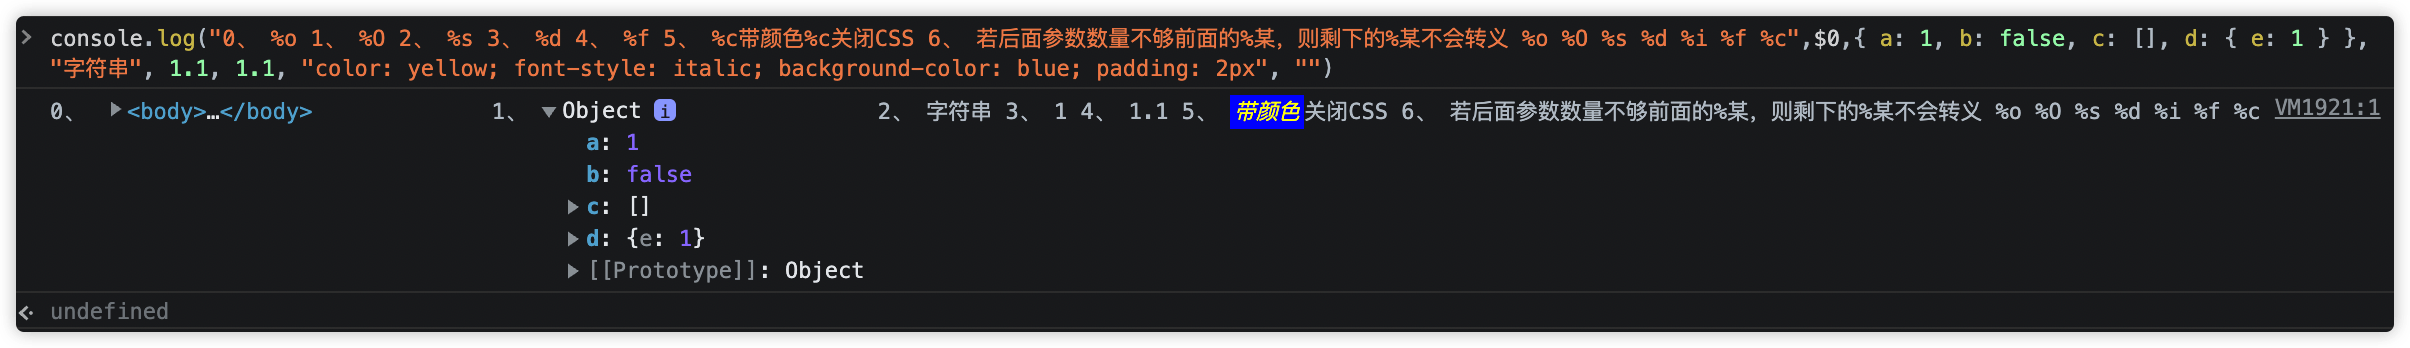 console.log("0、 %o 1、 %O 2、 %s 3、 %d 4、 %f 5、 %c带颜色%c关闭CSS 6、 若后面参数数量不够前面的%某，则剩下的%某不会转义 %o %O %s %d %i %f %c",$0,{ a: 1, b: false, c: [], d: { e: 1 } },
"字符串", 1.1, 1.1, "color: yellow; font-style: italic; background-color: blue; padding: 2px", "")
0、 <body>…</body> 1、 Object i 2、 字符串 3、 1 4、 1.1 5、 带颜色关闭CSS 6、 若后面参数数量不够前面的%某，则剩下的%某不会转义 %o %O %s %d %i %f %c VM1921:1
a: 1
b: false
c: []
d: {e: 1}
[[Prototype]]: Object
undefined